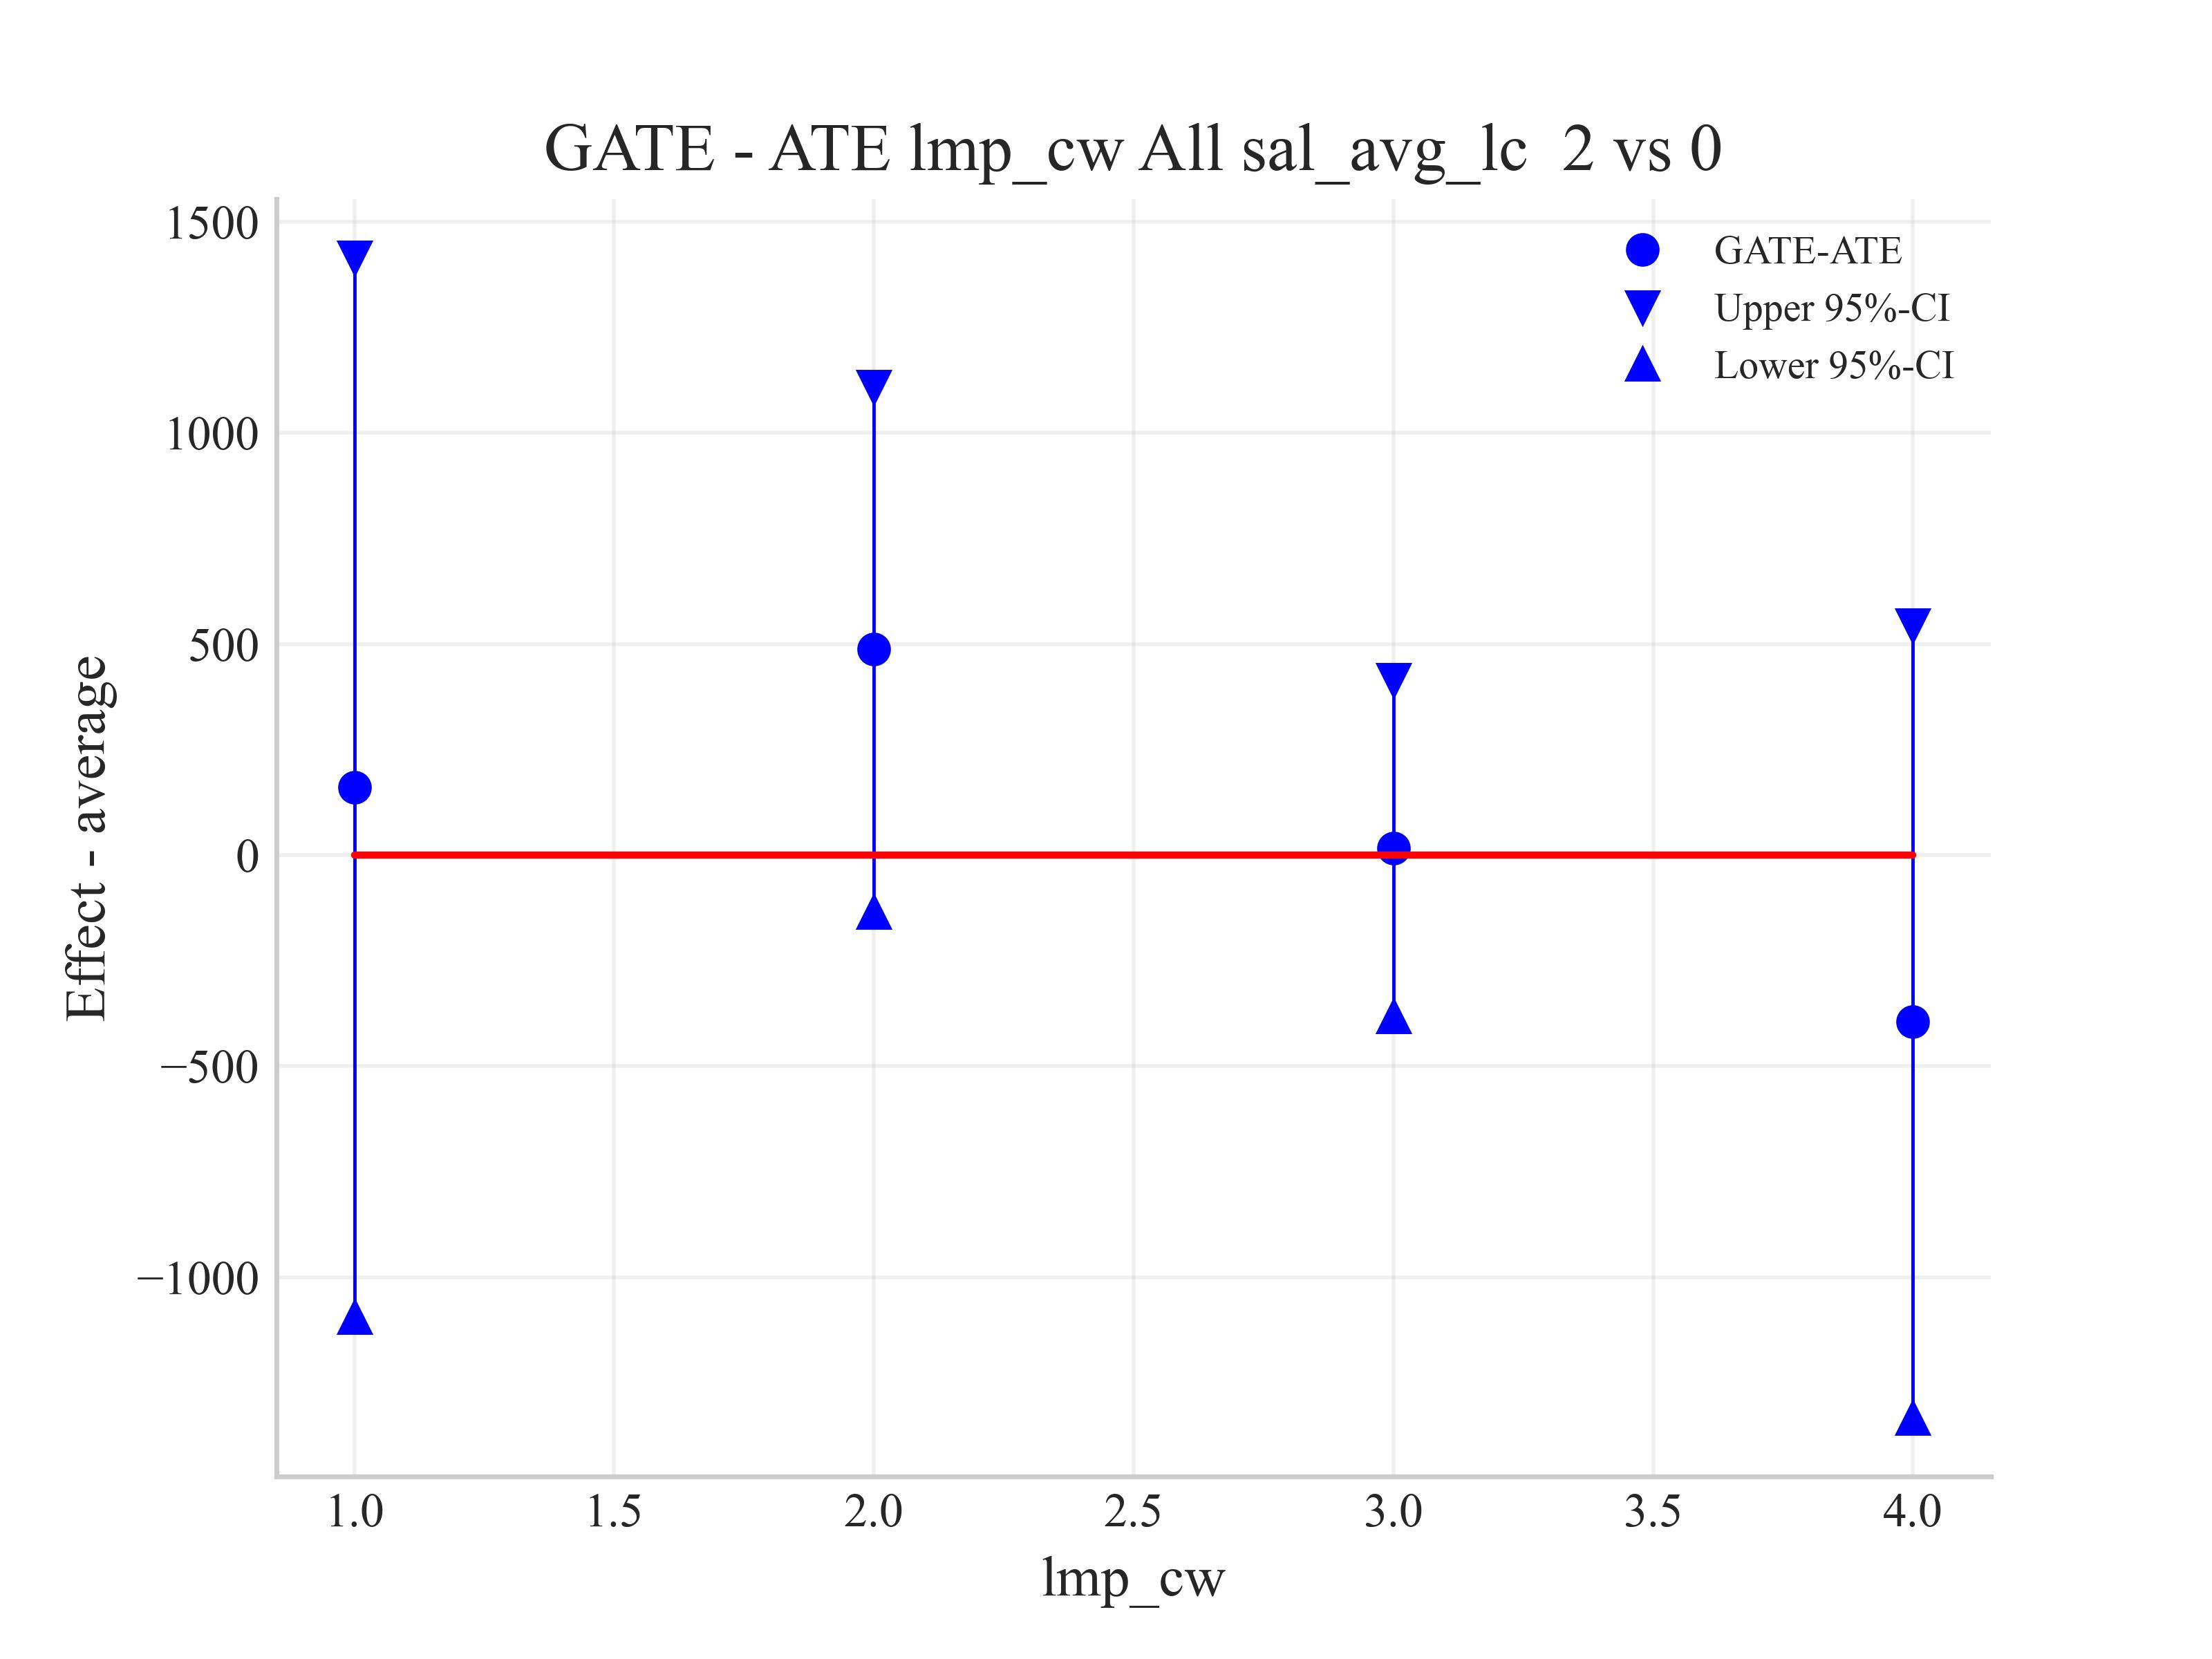 GATE - ATE lmp_cw All sal_avg_lc  2 vs 0
GATE-ATE
Upper 95%-CI
Lower 95%-CI
Effect - average
1500
1000
500
0
−500
−1000
1.0 1.5 2.0 2.5 3.0 3.5 4.0
lmp_cw